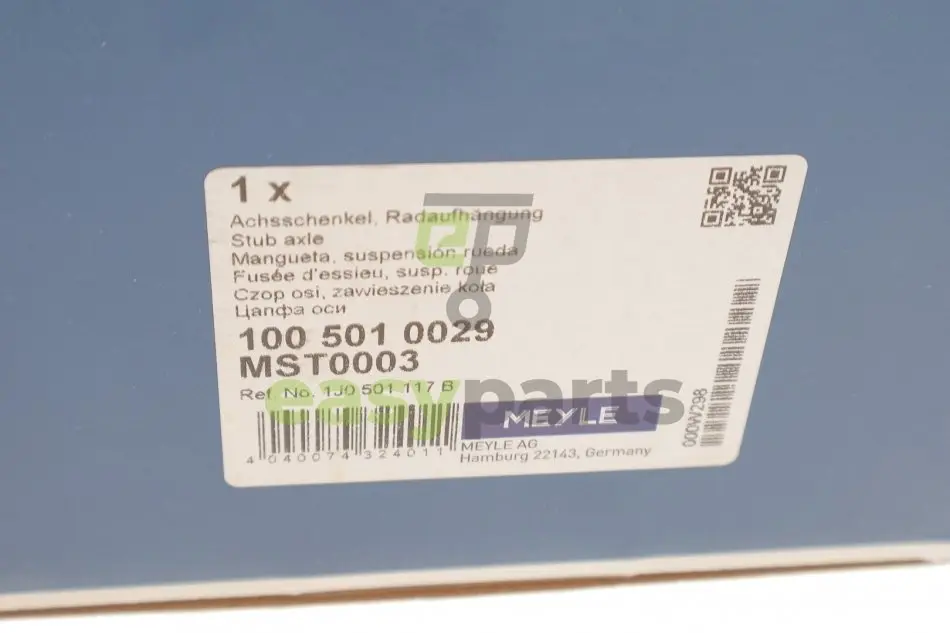 1 x
Achsschenkel, Radaufhängung
Stub axle
Mangueta, suspensión rueda
Fusée d'essieu, susp. roue
Czop osi, zawieszenie koła
Цапфа оси
100 501 0029
MST0003
Ref. No. 1J0 501 117 B
easyparts
MEYLE
4 040074 324011
MEYLE AG
Hamburg 22143, Germany
000W298